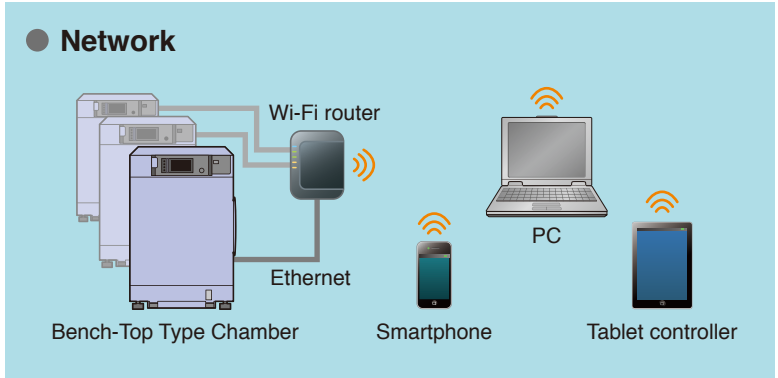 Network
Wi-Fi router
Ethernet
PC
Bench-Top Type Chamber
Smartphone
Tablet controller